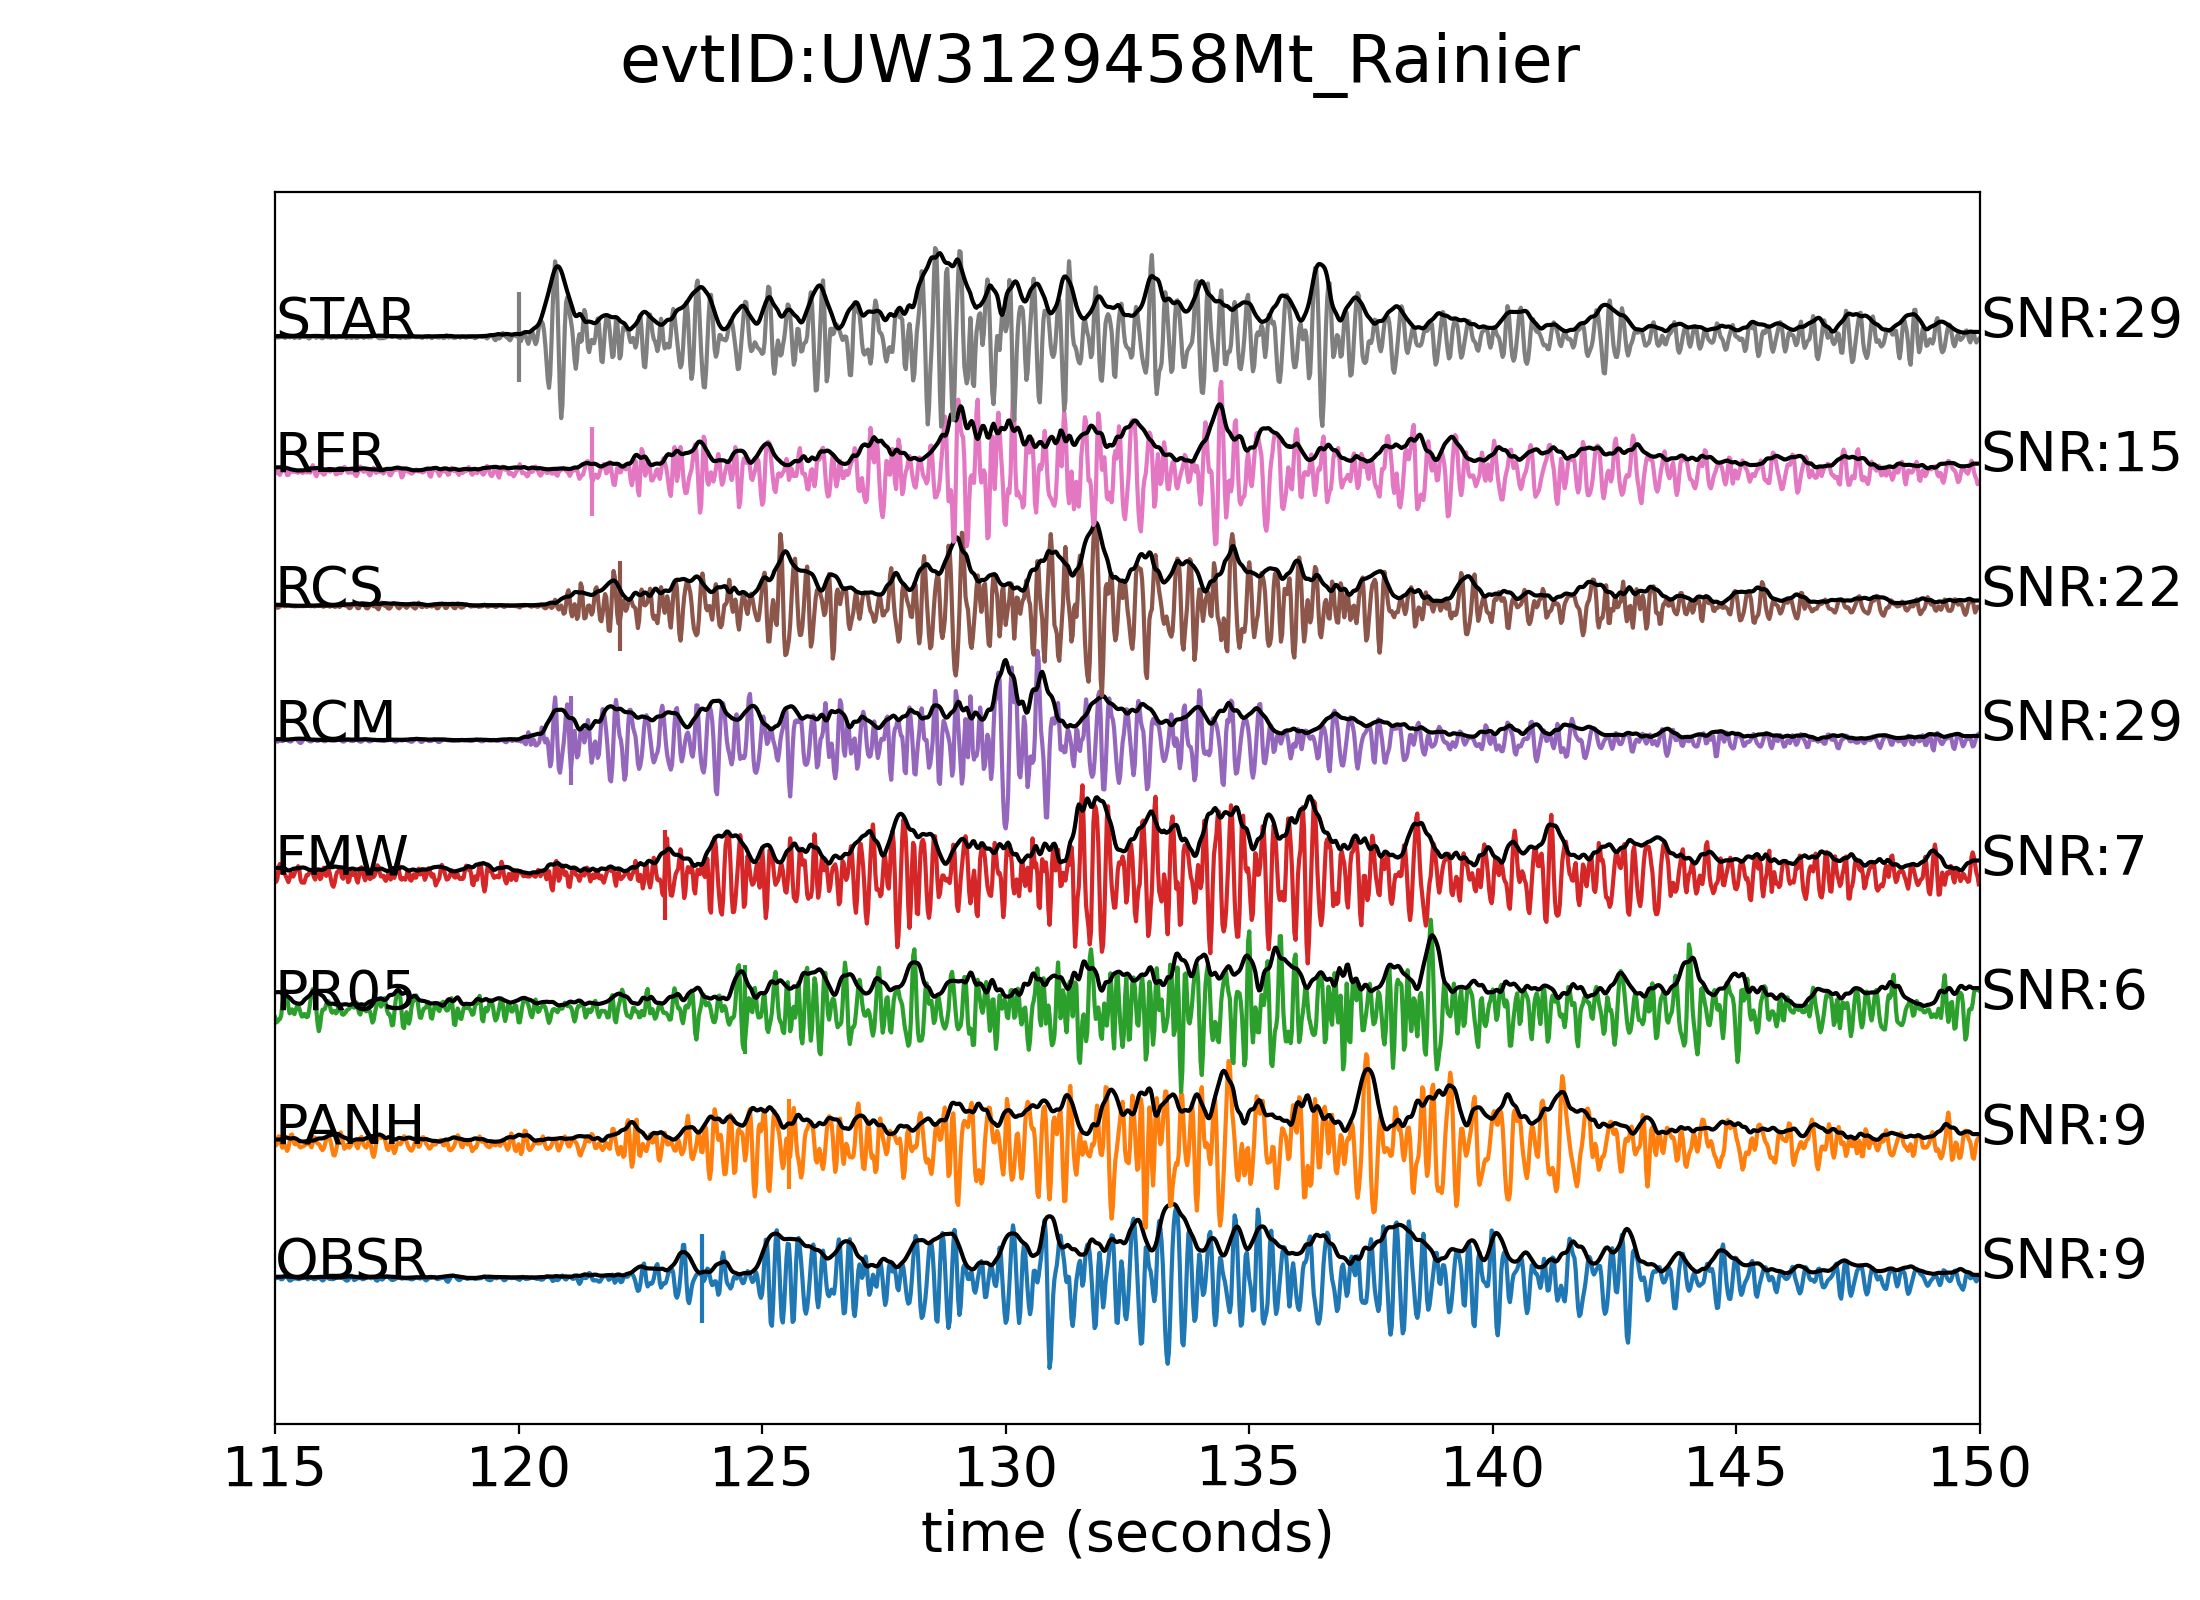 evtID:UW3129458Mt_Rainier
STAR SNR:29
RER SNR:15
RCS SNR:22
RCM SNR:29
FMW SNR:7
PR05 SNR:6
PANH SNR:9
OBSR SNR:9
115 120 125 130 135 140 145 150
time (seconds)